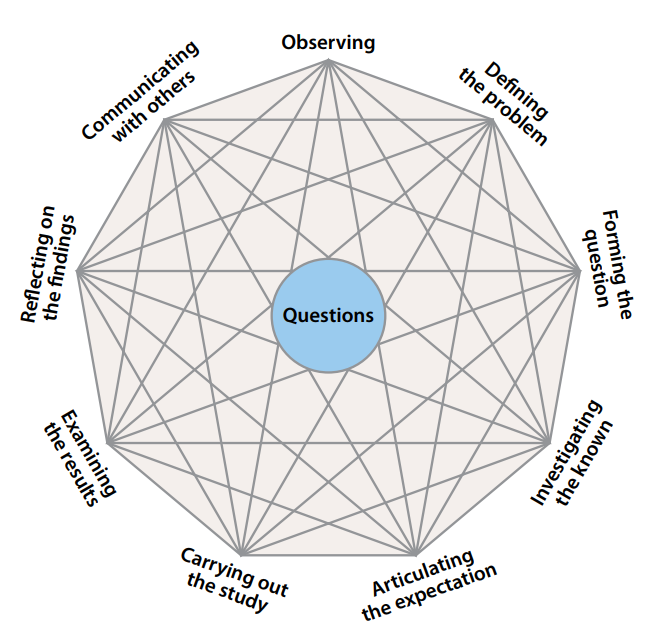 Observing
Defining
the problem
Forming the
question
Investigating
the known
Articulating
the expectation
Carrying out
the study
Examining
the results
Reflecting on
the findings
Communicating
with others
Questions